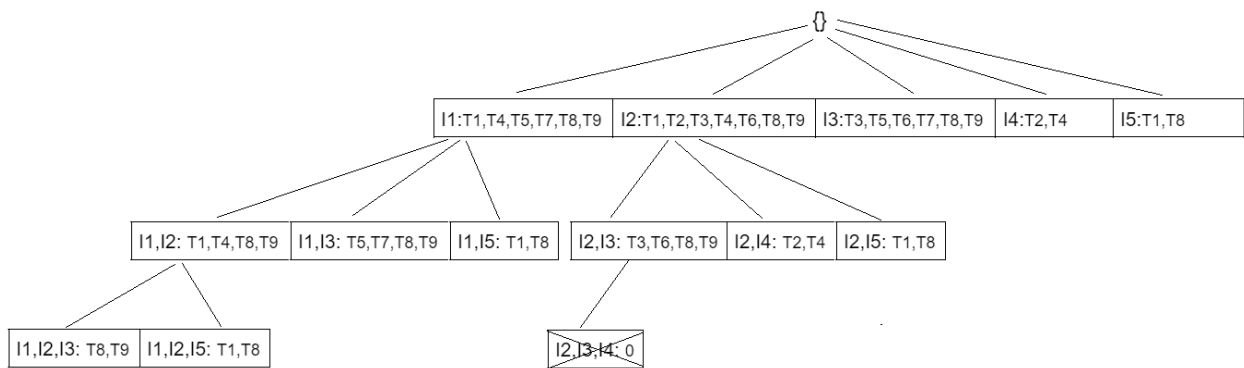 {}
I1:T1,T4,T5,T7,T8,T9 I2:T1,T2,T3,T4,T6,T8,T9 I3:T3,T5,T6,T7,T8,T9 I4:T2,T4 I5:T1,T8
I1,I2: T1,T4,T8,T9 I1,I3: T5,T7,T8,T9 I1,I5: T1,T8 I2,I3: T3,T6,T8,T9 I2,I4: T2,T4 I2,I5: T1,T8
I1,I2,I3: T8,T9 I1,I2,I5: T1,T8 I2,I3,I4: 0